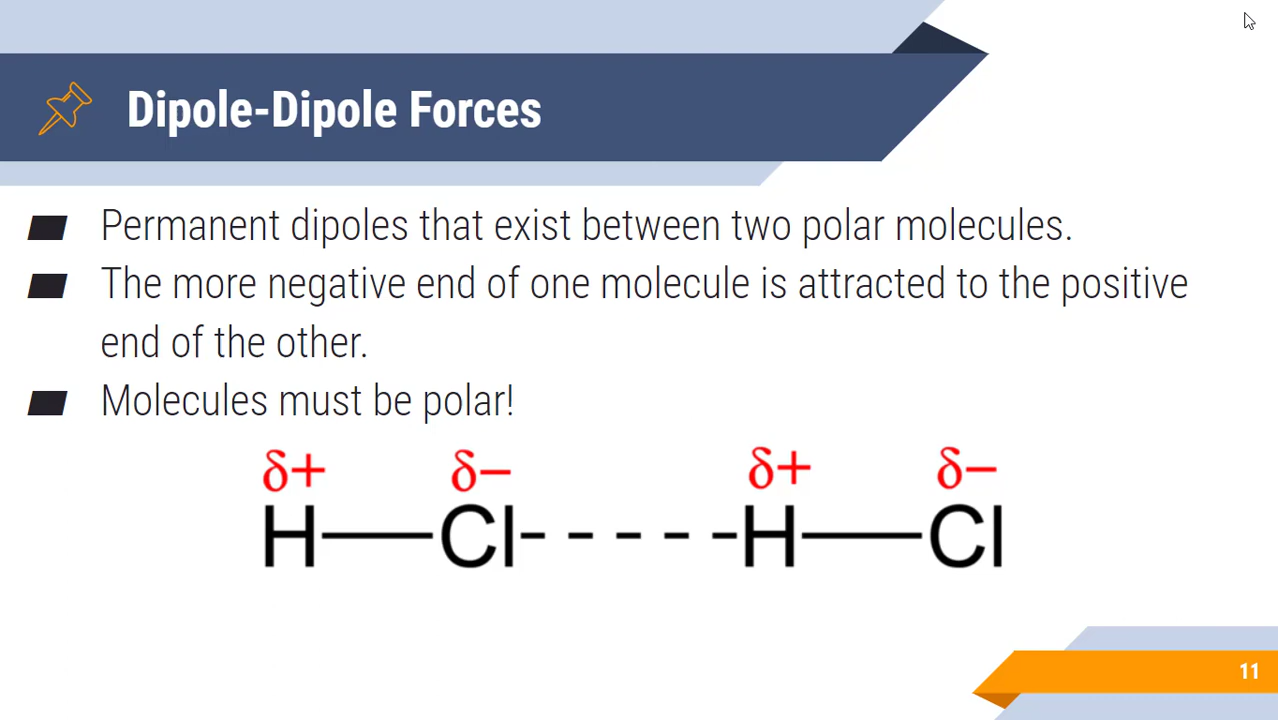 Dipole-Dipole Forces
Permanent dipoles that exist between two polar molecules.
The more negative end of one molecule is attracted to the positive
end of the other.
Molecules must be polar!
δ+ δ− δ+ δ−
H—Cl- - - - -H—Cl
11